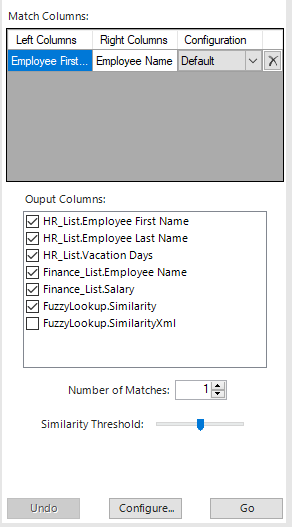 Match Columns:
Left Columns Right Columns Configuration
Employee First... Employee Name Default
Ouput Columns:
HR_List.Employee First Name
HR_List.Employee Last Name
HR_List.Vacation Days
Finance_List.Employee Name
Finance_List.Salary
FuzzyLookup.Similarity
FuzzyLookup.SimilarityXml
Number of Matches: 1
Similarity Threshold:
Undo Configure... Go